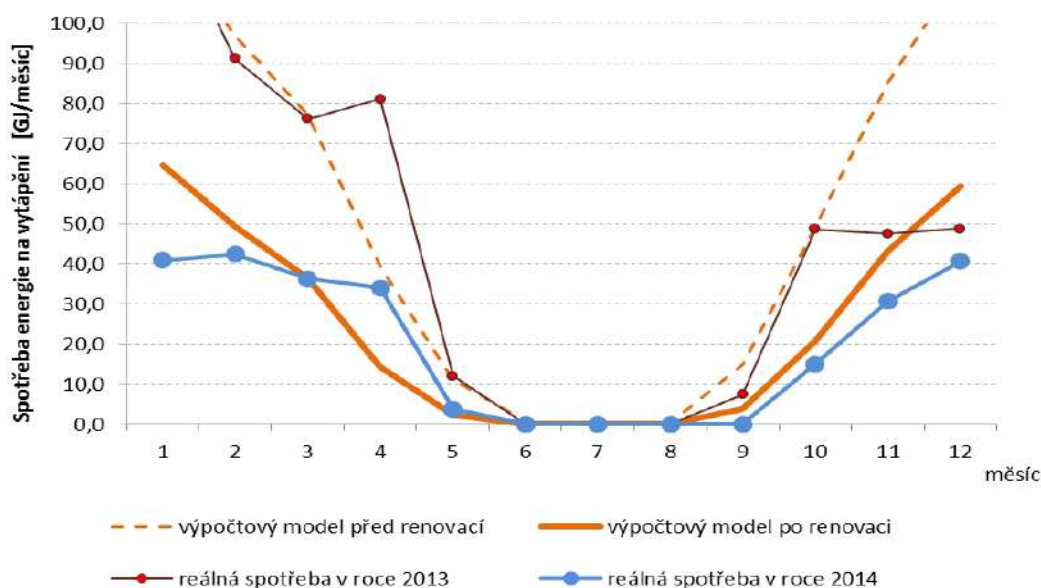 Spotřeba energie na vytápění [GJ/měsíc]
100,0
90,0
80,0
70,0
60,0
50,0
40,0
30,0
20,0
10,0
0,0
1 2 3 4 5 6 7 8 9 10 11 12
měsíc
výpočtový model před renovací
výpočtový model po renovaci
reálná spotřeba v roce 2013
reálná spotřeba v roce 2014